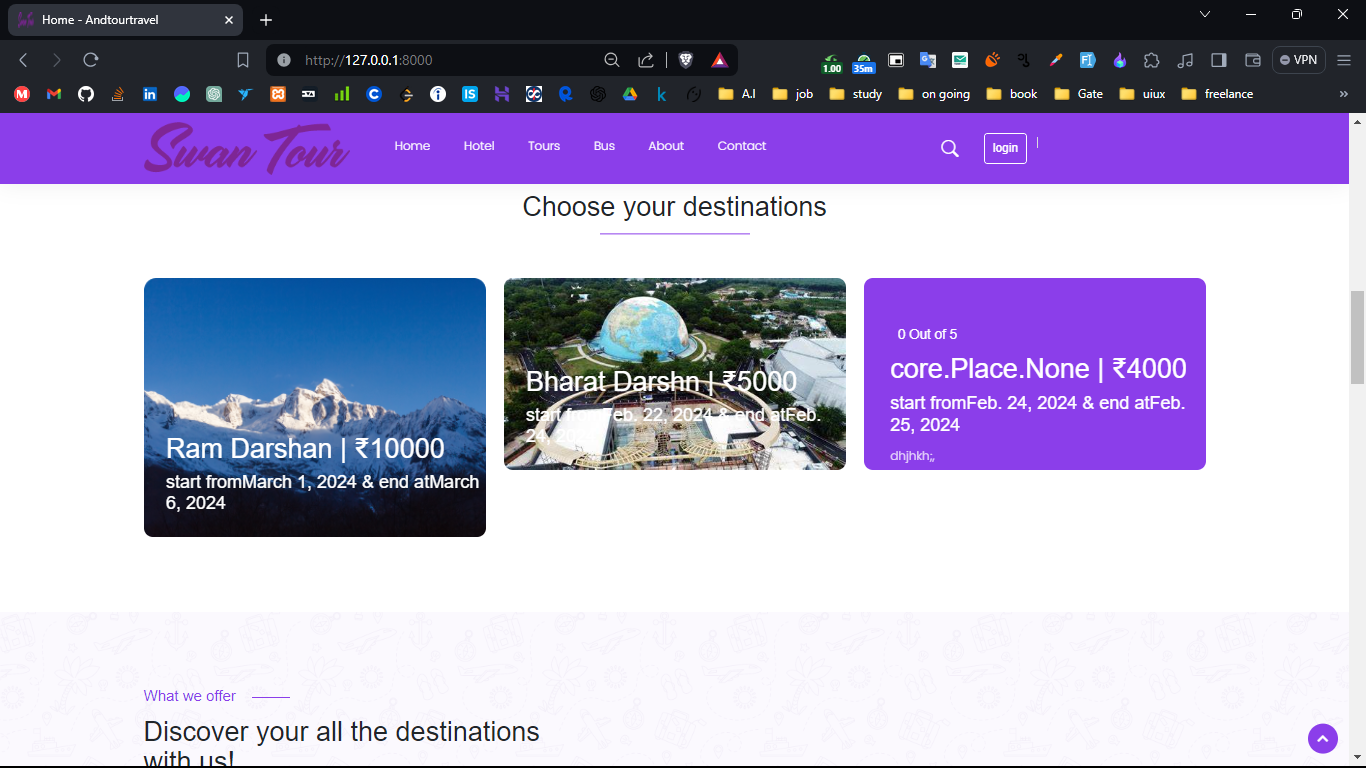 Home - Andtourtravel
http://127.0.0.1:8000
1.00
35m
VPN
A.I
job
study
on going
book
Gate
uiux
freelance
Swan Tour
Home
Hotel
Tours
Bus
About
Contact
login
Choose your destinations
Ram Darshan | ₹10000
start fromMarch 1, 2024 & end atMarch
6, 2024
Bharat Darshn | ₹5000
start fromFeb. 22, 2024 & end atFeb.
24, 2024
0 Out of 5
core.Place.None | ₹4000
start fromFeb. 24, 2024 & end atFeb.
25, 2024
dhjhkh;,
What we offer
Discover your all the destinations
with us!